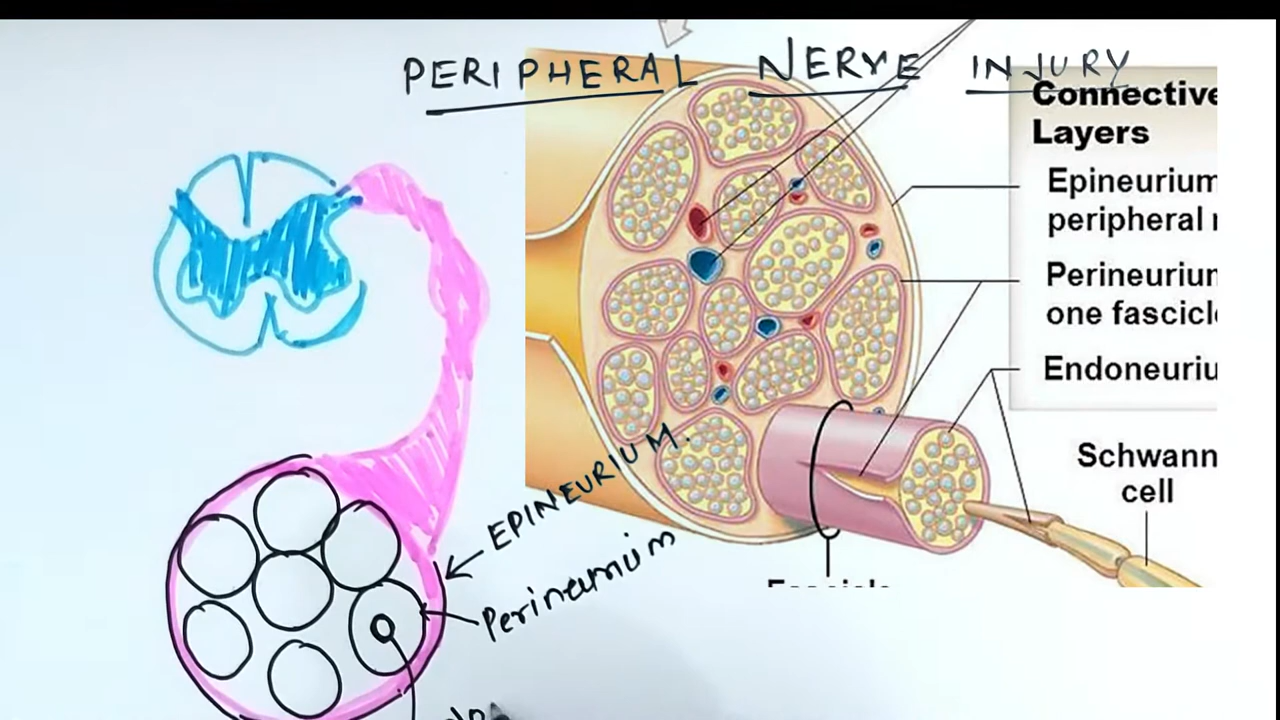 PERIPHERAL NERVE INJURY
Connective
Layers
Epineurium
peripheral
Perineurium
one fascicl
Endoneuriu
Schwann
cell
EPINEURIUM.
Perineurium